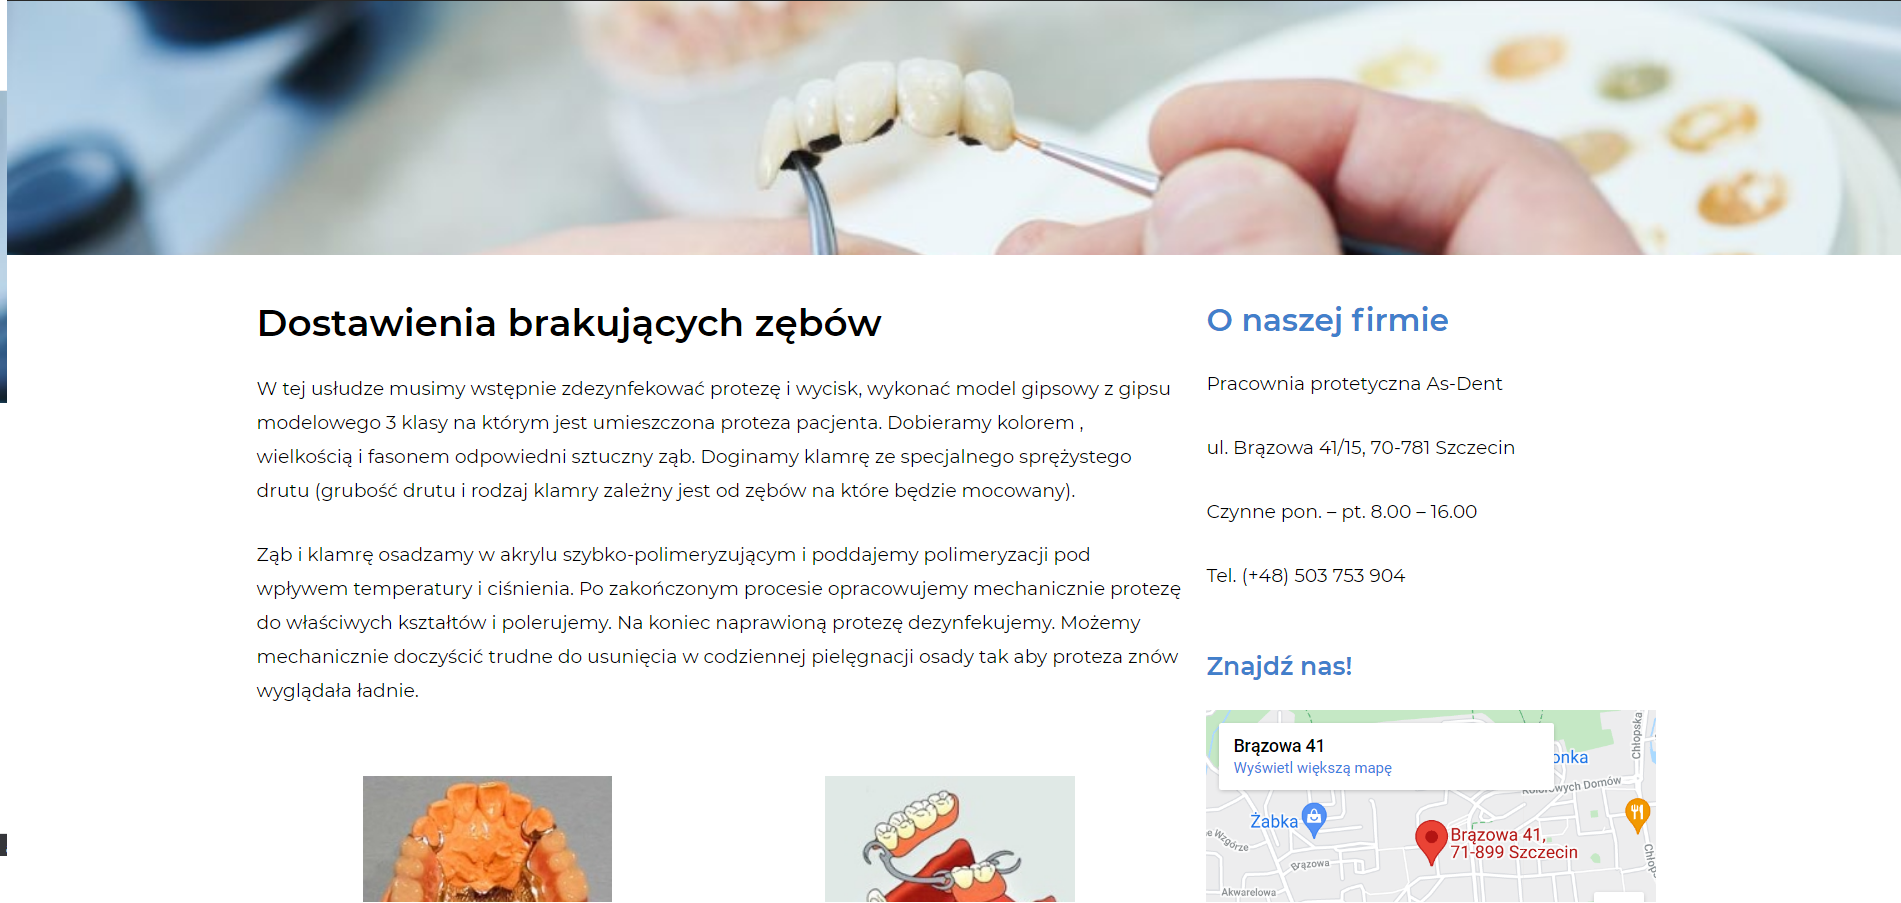 Dostawienia brakujących zębów
W tej usłudze musimy wstępnie zdezynfekować protezę i wycisk, wykonać model gipsowy z gipsu
modelowego 3 klasy na którym jest umieszczona proteza pacjenta. Dobieramy kolorem ,
wielkością i fasonem odpowiedni sztuczny ząb. Doginamy klamrę ze specjalnego sprężystego
drutu (grubość drutu i rodzaj klamry zależny jest od zębów na które będzie mocowany).
Ząb i klamrę osadzamy w akrylu szybko-polimeryzującym i poddajemy polimeryzacji pod
wpływem temperatury i ciśnienia. Po zakończonym procesie opracowujemy mechanicznie protezę
do właściwych kształtów i polerujemy. Na koniec naprawioną protezę dezynfekujemy. Możemy
mechanicznie doczyścić trudne do usunięcia w codziennej pielęgnacji osady tak aby proteza znów
wyglądała ładnie.
O naszej firmie
Pracownia protetyczna As-Dent
ul. Brązowa 41/15, 70-781 Szczecin
Czynne pon. – pt. 8.00 – 16.00
Tel. (+48) 503 753 904
Znajdź nas!
Brązowa 41
Wyświetl większą mapę
onka
Chłopska
Kolorowych Domów
Żabka
Brązowa 41,
71-899 Szczecin
e Wzgórze
Brązowa
Akwarelowa
Chłop